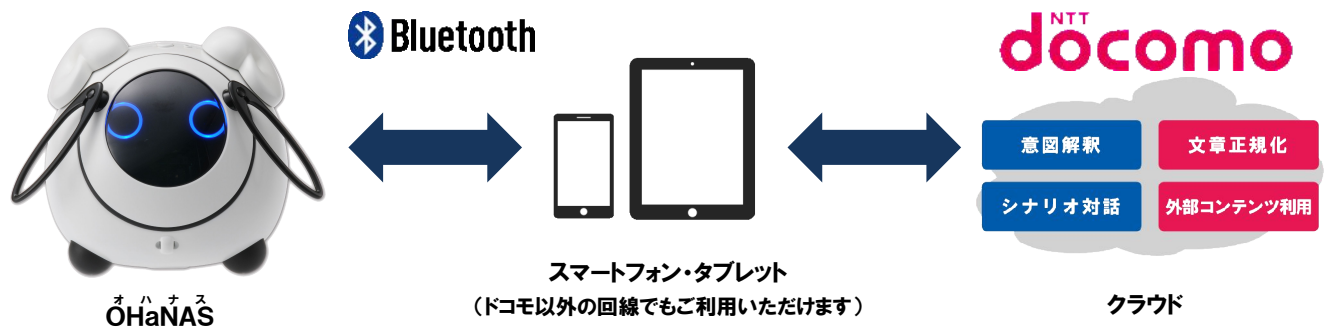 Bluetooth
NTT
docomo
意図解釈
文章正規化
シナリオ対話
外部コンテンツ利用
オハナス
OHaNAS
スマートフォン・タブレット
（ドコモ以外の回線でもご利用いただけます）
クラウド